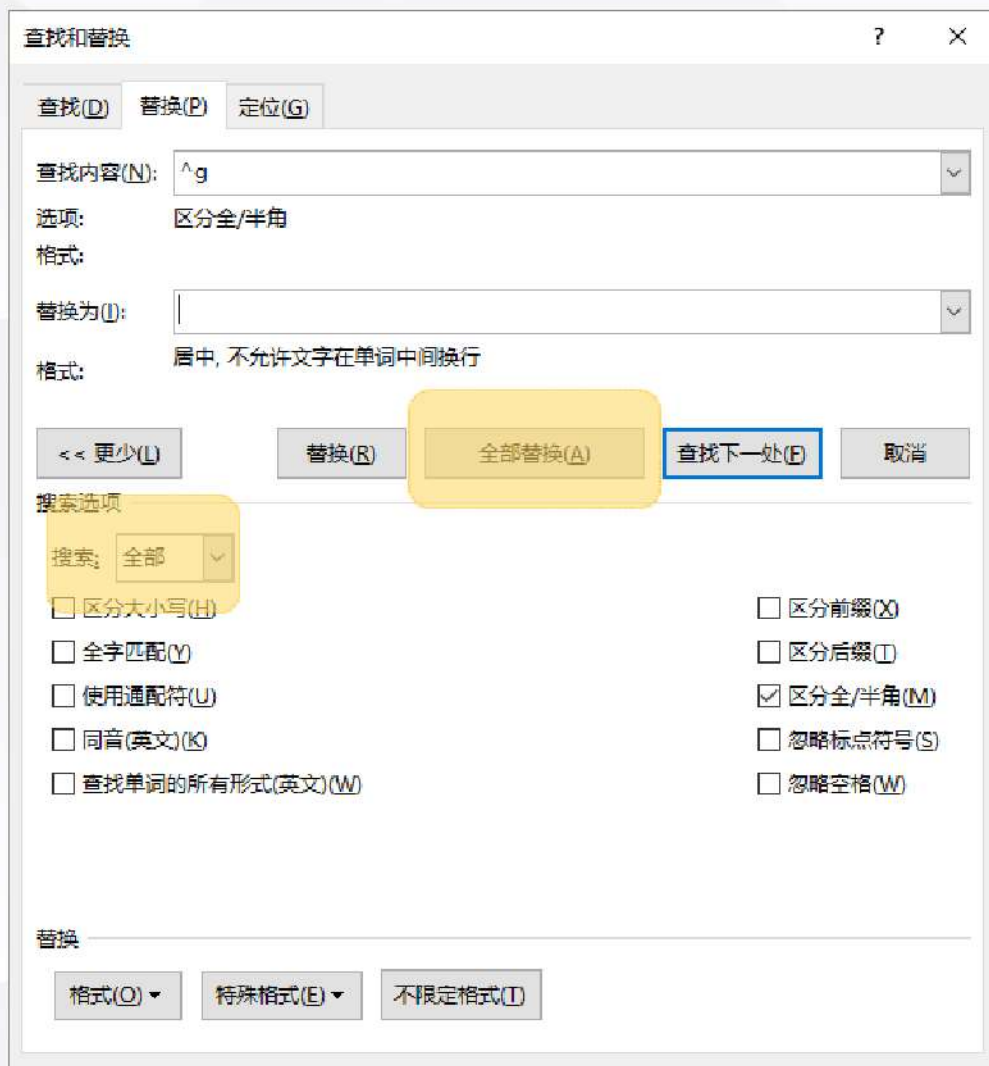 查找和替换 ? ×
查找(D) 替换(P) 定位(G)
查找内容(N): ^g
选项: 区分全/半角
格式:
替换为(I):
格式: 居中, 不允许文字在单词中间换行
<< 更少(L) 替换(R) 全部替换(A) 查找下一处(F) 取消
搜索选项
搜索: 全部
区分大小写(H) 区分前缀(X)
全字匹配(Y) 区分后缀(T)
使用通配符(U) 区分全/半角(M)
同音(英文)(K) 忽略标点符号(S)
查找单词的所有形式(英文)(W) 忽略空格(W)
替换
格式(O) 特殊格式(E) 不限定格式(T)